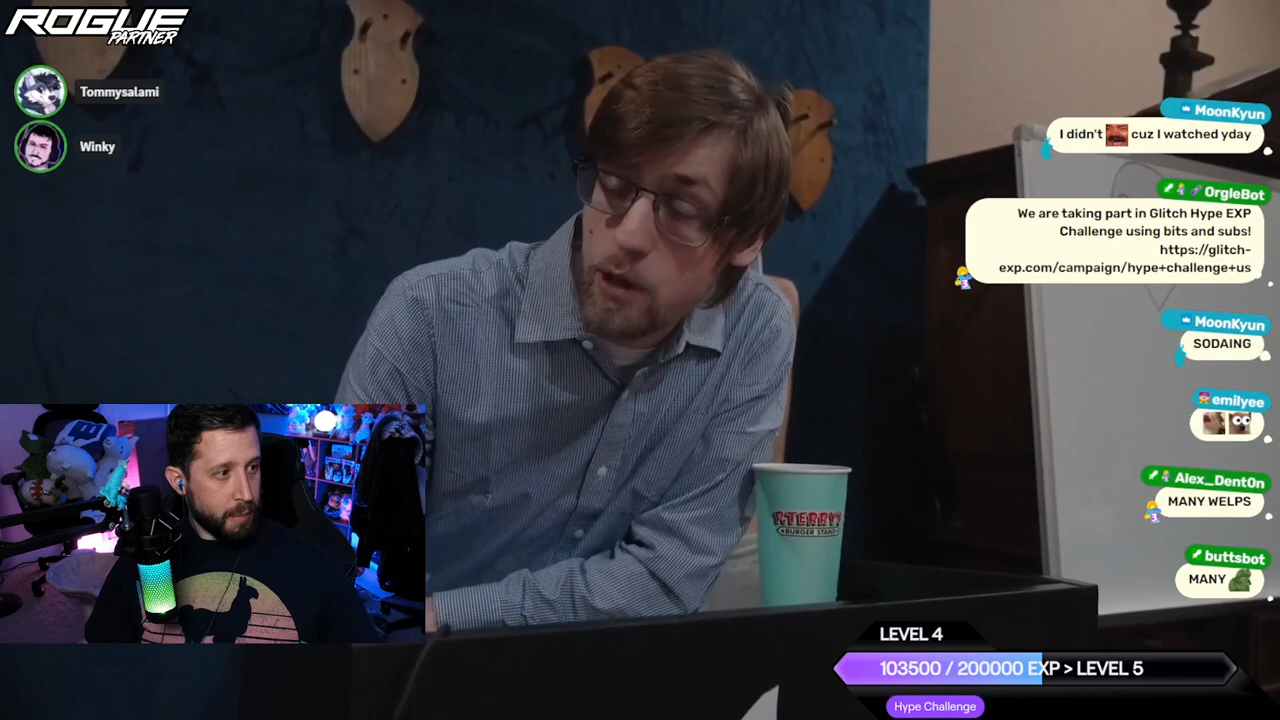 ROGUE
PARTNER
Tommysalami
Winky
MoonKyun
I didn't cuz I watched yday
OrgleBot
We are taking part in Glitch Hype EXP
Challenge using bits and subs!
https://glitch-
exp.com/campaign/hype+challenge+us
MoonKyun
SODAING
emilyee
Alex_Dent0n
MANY WELPS
buttsbot
MANY
P.TERRY'S
BURGER STAND
LEVEL 4
103500 / 200000 EXP > LEVEL 5
Hype Challenge